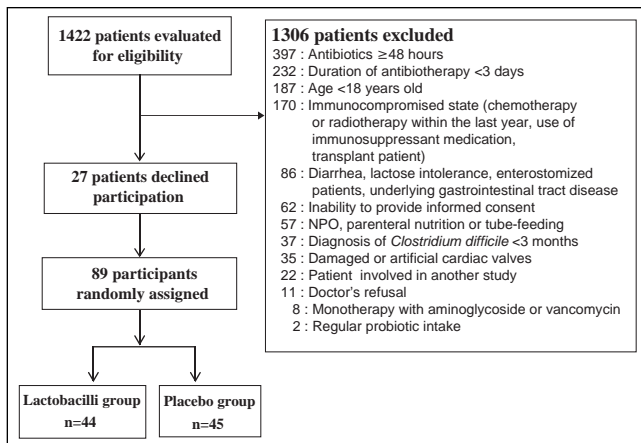 1422 patients evaluated
for eligibility
1306 patients excluded
397 : Antibiotics ≥48 hours
232 : Duration of antibiotherapy <3 days
187 : Age <18 years old
170 : Immunocompromised state (chemotherapy
or radiotherapy within the last year, use of
immunosuppressant medication,
transplant patient)
86 : Diarrhea, lactose intolerance, enterostomized
patients, underlying gastrointestinal tract disease
62 : Inability to provide informed consent
57 : NPO, parenteral nutrition or tube-feeding
37 : Diagnosis of Clostridium difficile <3 months
35 : Damaged or artificial cardiac valves
22 : Patient involved in another study
11 : Doctor's refusal
8 : Monotherapy with aminoglycoside or vancomycin
2 : Regular probiotic intake
27 patients declined
participation
89 participants
randomly assigned
Lactobacilli group
n=44
Placebo group
n=45